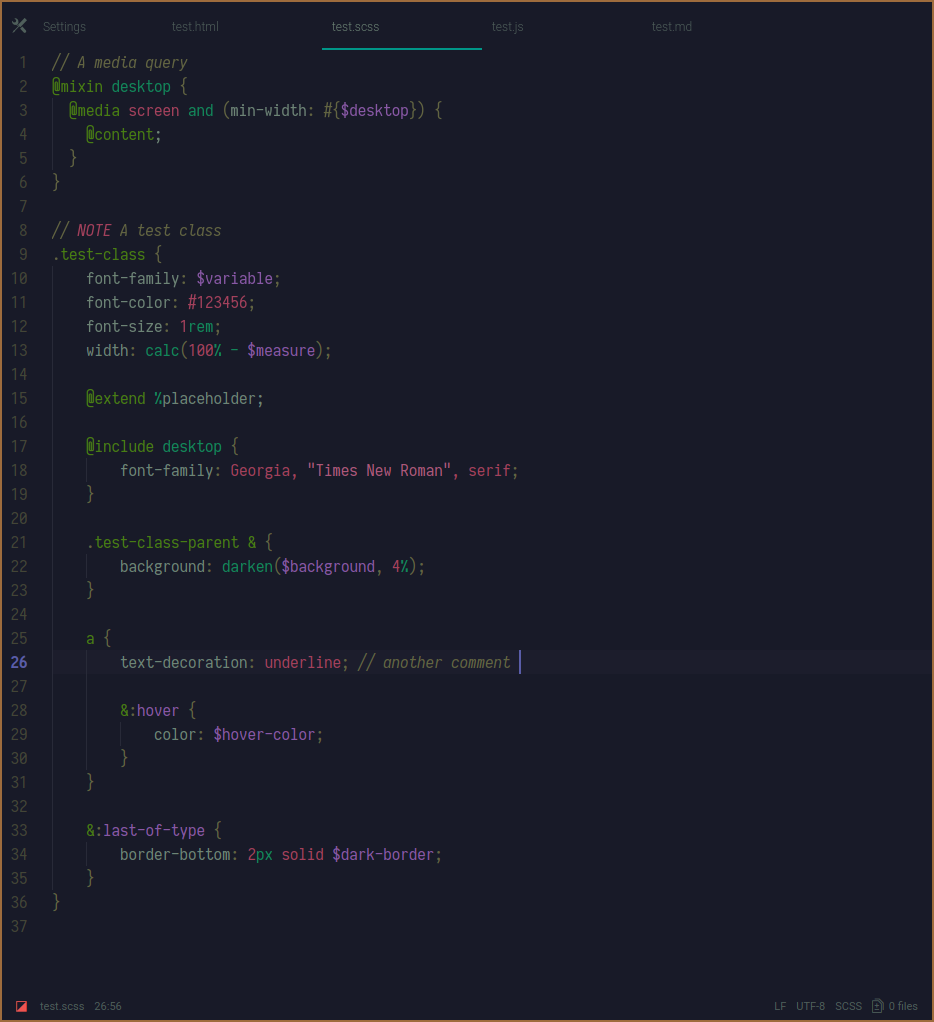 Settings test.html test.scss test.js test.md
1 // A media query
2 @mixin desktop {
3   @media screen and (min-width: #{$desktop}) {
4     @content;
5   }
6 }
7
8 // NOTE A test class
9 .test-class {
10     font-family: $variable;
11     font-color: #123456;
12     font-size: 1rem;
13     width: calc(100% - $measure);
14
15     @extend %placeholder;
16
17     @include desktop {
18         font-family: Georgia, "Times New Roman", serif;
19     }
20
21     .test-class-parent & {
22         background: darken($background, 4%);
23     }
24
25     a {
26         text-decoration: underline; // another comment
27
28         &:hover {
29             color: $hover-color;
30         }
31     }
32
33     &:last-of-type {
34         border-bottom: 2px solid $dark-border;
35     }
36 }
37
test.scss 26:56 LF UTF-8 SCSS 0 files